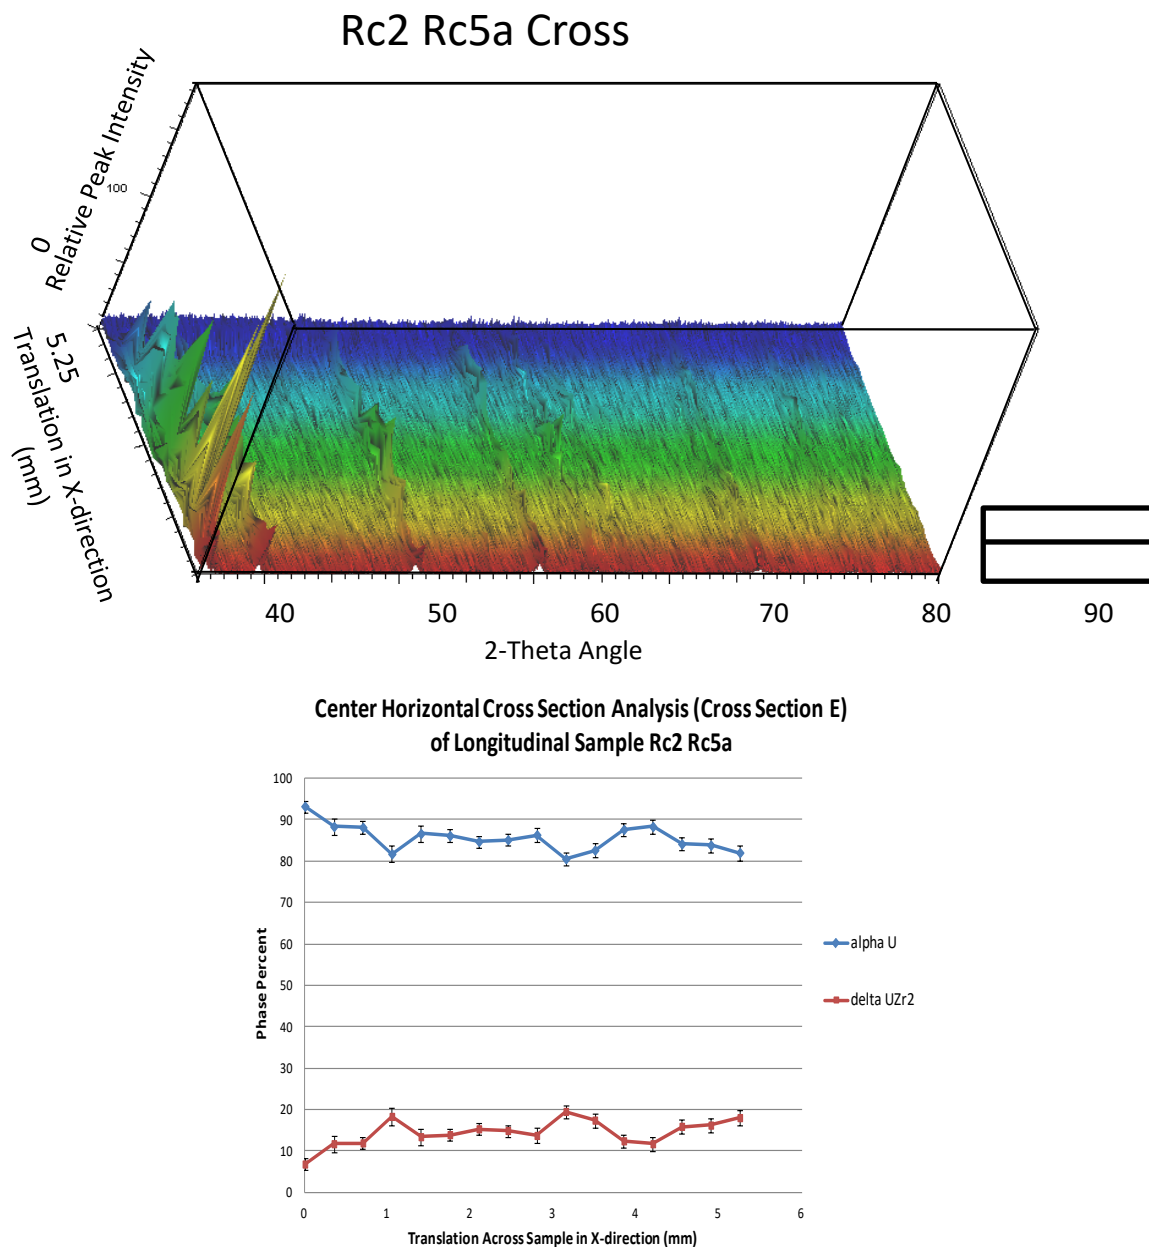 Rc2 Rc5a Cross
Relative Peak Intensity
100
0
5.25
Translation in X-direction
(mm)
40 50 60 70 80 90
2-Theta Angle
Center Horizontal Cross Section Analysis (Cross Section E)
of Longitudinal Sample Rc2 Rc5a
100
90
80
70
60
50
40
30
20
10
0
Phase Percent
alpha U
delta UZr2
0 1 2 3 4 5 6
Translation Across Sample in X-direction (mm)